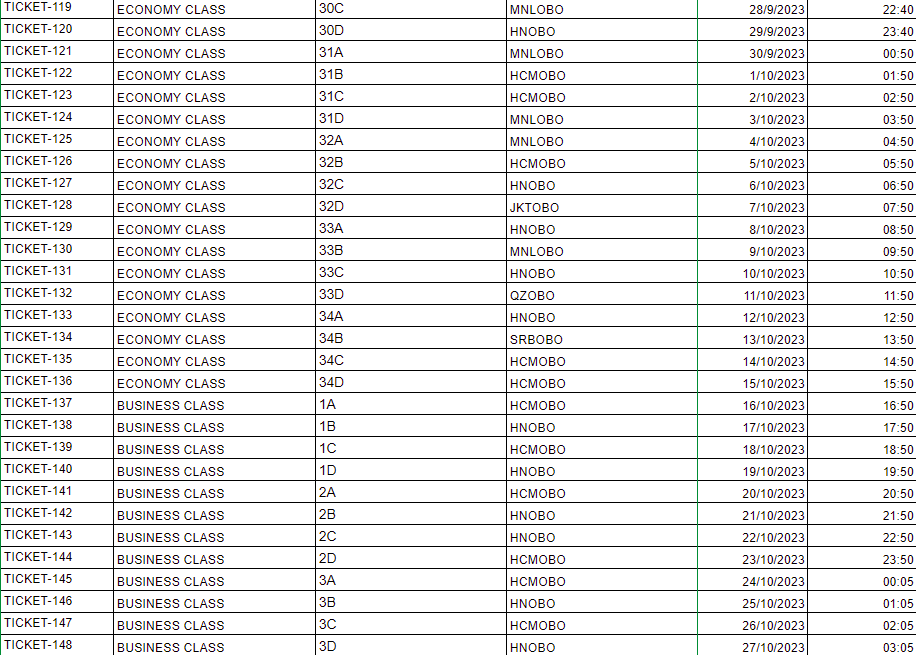 TICKET-119 ECONOMY CLASS 30C MNLOBO 28/9/2023 22:40
TICKET-120 ECONOMY CLASS 30D HNOBO 29/9/2023 23:40
TICKET-121 ECONOMY CLASS 31A MNLOBO 30/9/2023 00:50
TICKET-122 ECONOMY CLASS 31B HCMOBO 1/10/2023 01:50
TICKET-123 ECONOMY CLASS 31C HCMOBO 2/10/2023 02:50
TICKET-124 ECONOMY CLASS 31D MNLOBO 3/10/2023 03:50
TICKET-125 ECONOMY CLASS 32A MNLOBO 4/10/2023 04:50
TICKET-126 ECONOMY CLASS 32B HCMOBO 5/10/2023 05:50
TICKET-127 ECONOMY CLASS 32C HNOBO 6/10/2023 06:50
TICKET-128 ECONOMY CLASS 32D JKTOBO 7/10/2023 07:50
TICKET-129 ECONOMY CLASS 33A HNOBO 8/10/2023 08:50
TICKET-130 ECONOMY CLASS 33B MNLOBO 9/10/2023 09:50
TICKET-131 ECONOMY CLASS 33C HNOBO 10/10/2023 10:50
TICKET-132 ECONOMY CLASS 33D QZOBO 11/10/2023 11:50
TICKET-133 ECONOMY CLASS 34A HNOBO 12/10/2023 12:50
TICKET-134 ECONOMY CLASS 34B SRBOBO 13/10/2023 13:50
TICKET-135 ECONOMY CLASS 34C HCMOBO 14/10/2023 14:50
TICKET-136 ECONOMY CLASS 34D HCMOBO 15/10/2023 15:50
TICKET-137 BUSINESS CLASS 1A HCMOBO 16/10/2023 16:50
TICKET-138 BUSINESS CLASS 1B HNOBO 17/10/2023 17:50
TICKET-139 BUSINESS CLASS 1C HCMOBO 18/10/2023 18:50
TICKET-140 BUSINESS CLASS 1D HNOBO 19/10/2023 19:50
TICKET-141 BUSINESS CLASS 2A HCMOBO 20/10/2023 20:50
TICKET-142 BUSINESS CLASS 2B HNOBO 21/10/2023 21:50
TICKET-143 BUSINESS CLASS 2C HNOBO 22/10/2023 22:50
TICKET-144 BUSINESS CLASS 2D HCMOBO 23/10/2023 23:50
TICKET-145 BUSINESS CLASS 3A HCMOBO 24/10/2023 00:05
TICKET-146 BUSINESS CLASS 3B HNOBO 25/10/2023 01:05
TICKET-147 BUSINESS CLASS 3C HCMOBO 26/10/2023 02:05
TICKET-148 BUSINESS CLASS 3D HNOBO 27/10/2023 03:05